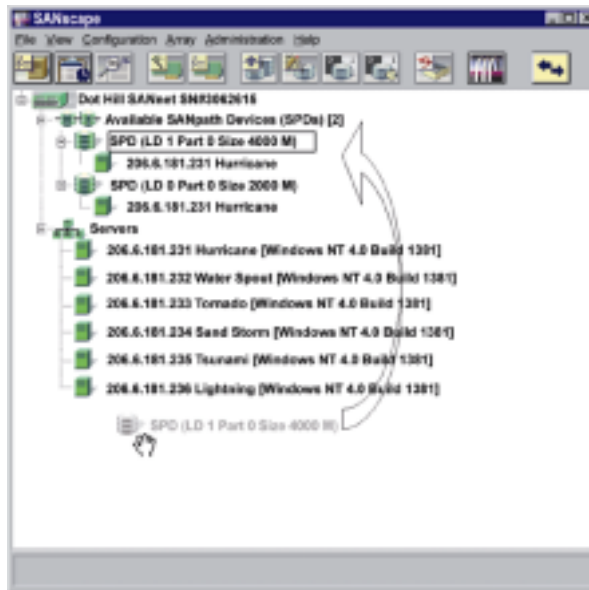 SANscape
File View Configuration Array Administration Help
Dot Hill SANnet SN#3062615
Available SANpath Devices (SPDs) [2]
SPD (LD 1 Part 0 Size 4000 M)
206.6.181.231 Hurricane
SPD (LD 0 Part 0 Size 2000 M)
206.6.181.231 Hurricane
Servers
206.6.181.231 Hurricane [Windows NT 4.0 Build 1381]
206.6.181.232 Water Spout [Windows NT 4.0 Build 1381]
206.6.181.233 Tornado [Windows NT 4.0 Build 1381]
206.6.181.234 Sand Storm [Windows NT 4.0 Build 1381]
206.6.181.235 Tsunami [Windows NT 4.0 Build 1381]
206.6.181.236 Lightning [Windows NT 4.0 Build 1381]
SPD (LD 1 Part 0 Size 4000 M)